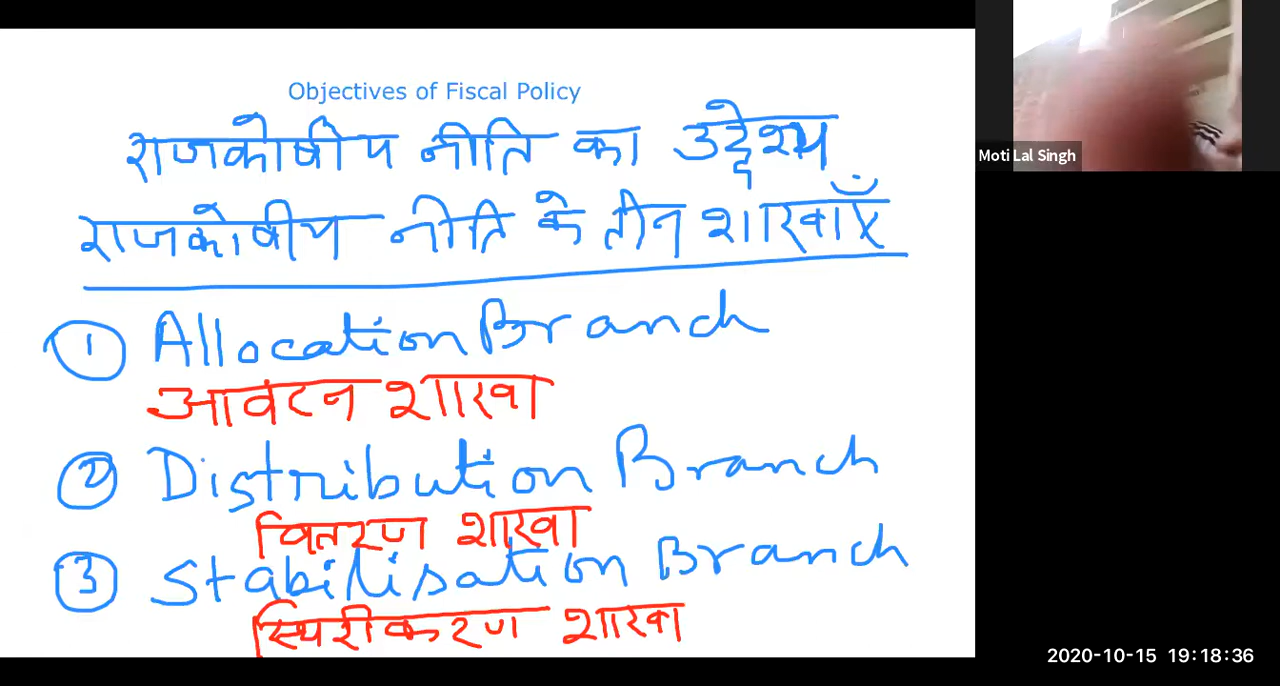 Objectives of Fiscal Policy
राजकोषीय नीति का उद्देश्य
राजकोषीय नीति के तीन शाखाएँ
1 Allocation Branch
आवंटन शाखा
2 Distribution Branch
वितरण शाखा
3 Stabilisation Branch
स्थिरीकरण शाखा
Moti Lal Singh
2020-10-15 19:18:36